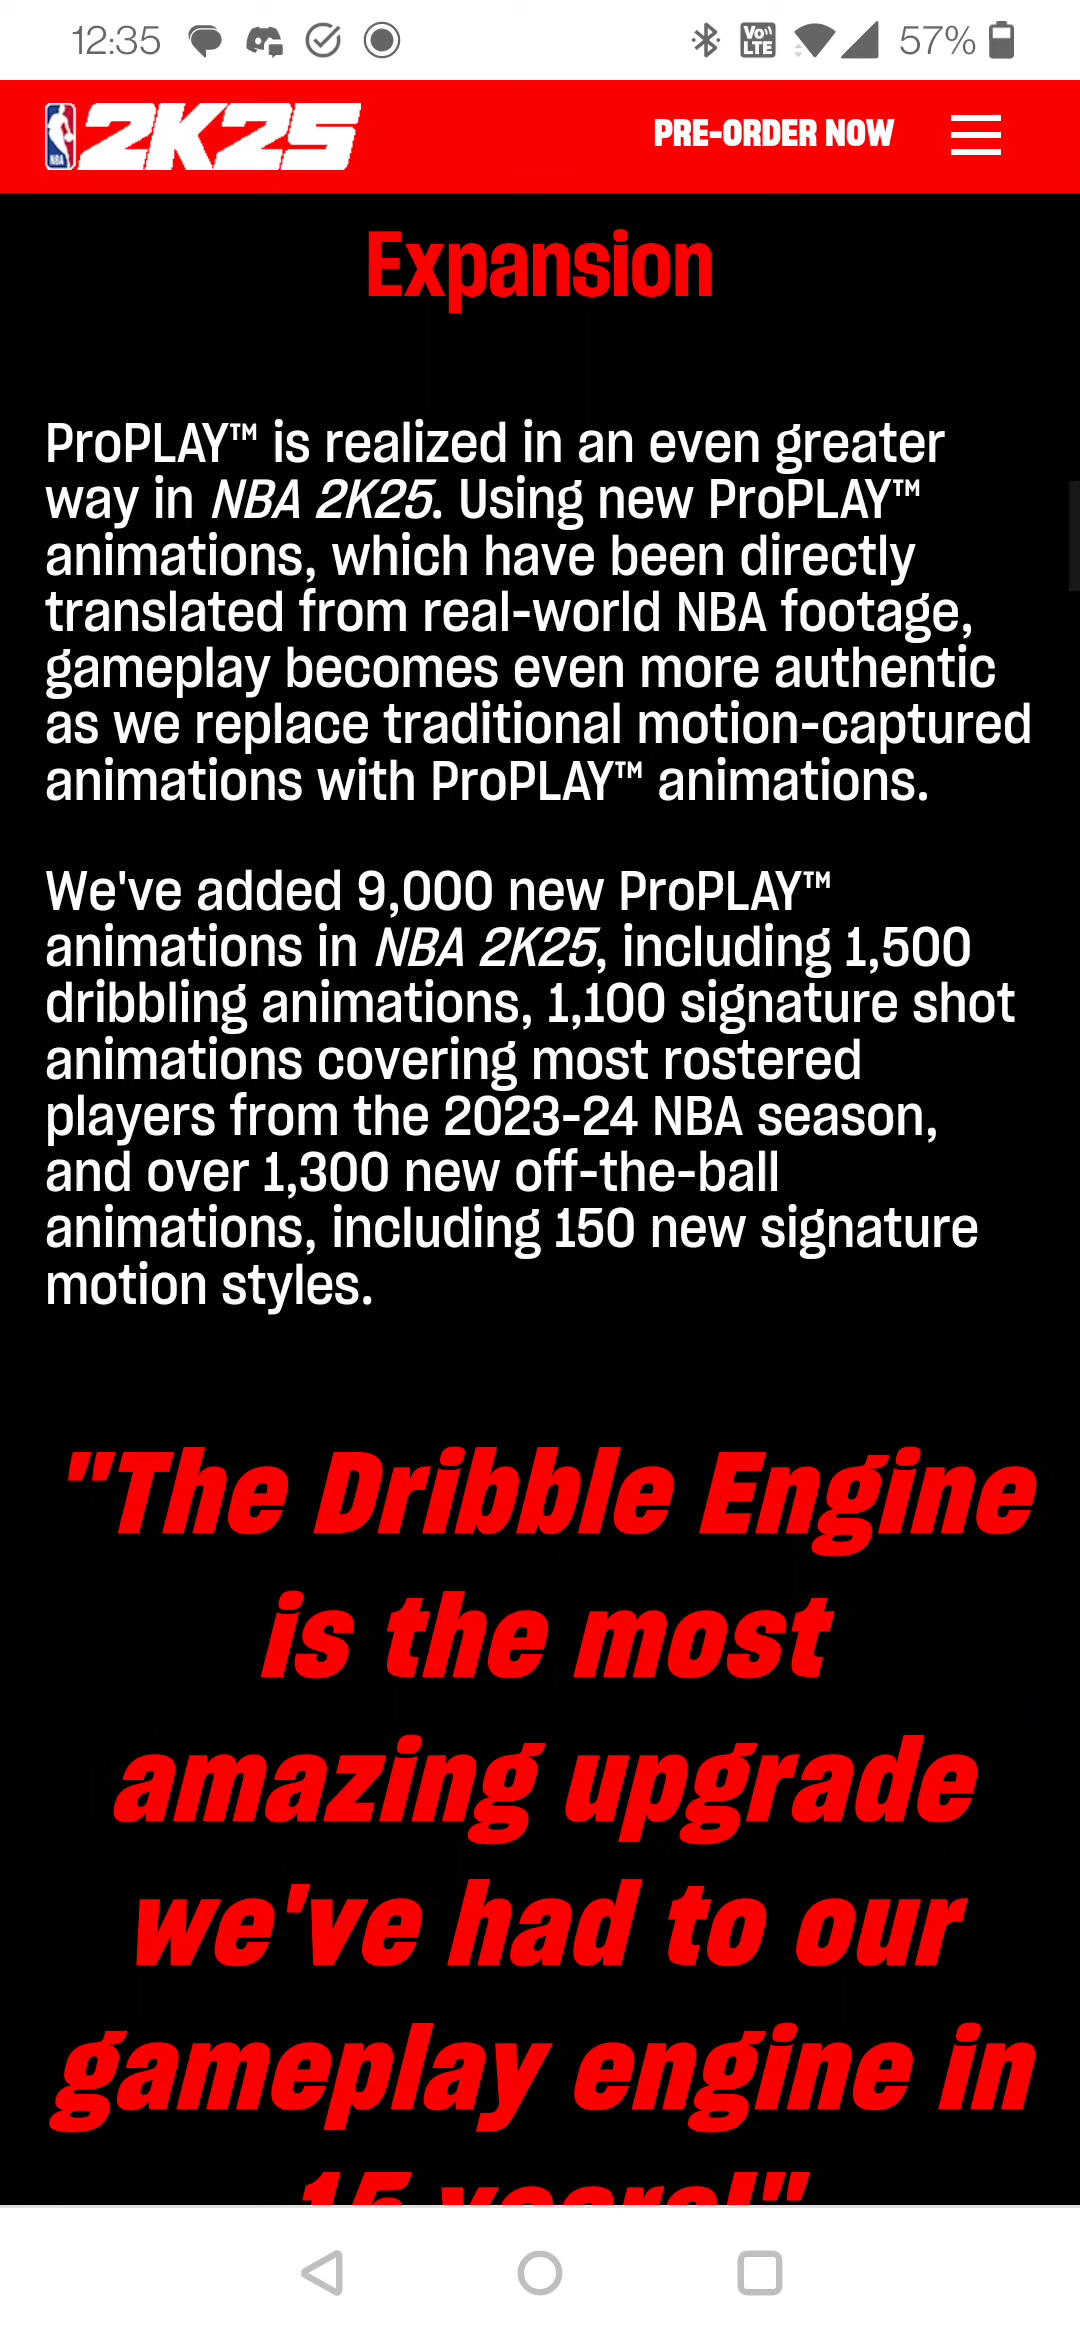 12:35
Vo)) LTE
57%
NBA 2K25
PRE-ORDER NOW
Expansion
ProPLAY™ is realized in an even greater
way in NBA 2K25. Using new ProPLAY™
animations, which have been directly
translated from real-world NBA footage,
gameplay becomes even more authentic
as we replace traditional motion-captured
animations with ProPLAY™ animations.
We've added 9,000 new ProPLAY™
animations in NBA 2K25, including 1,500
dribbling animations, 1,100 signature shot
animations covering most rostered
players from the 2023-24 NBA season,
and over 1,300 new off-the-ball
animations, including 150 new signature
motion styles.
"The Dribble Engine
is the most
amazing upgrade
we've had to our
gameplay engine in
15 years!"